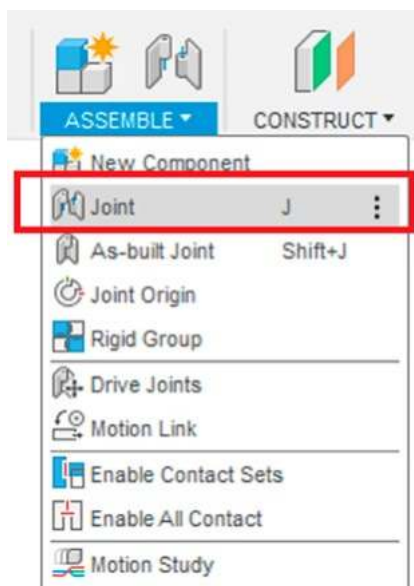 ASSEMBLE CONSTRUCT
New Component
Joint J
As-built Joint Shift+J
Joint Origin
Rigid Group
Drive Joints
Motion Link
Enable Contact Sets
Enable All Contact
Motion Study